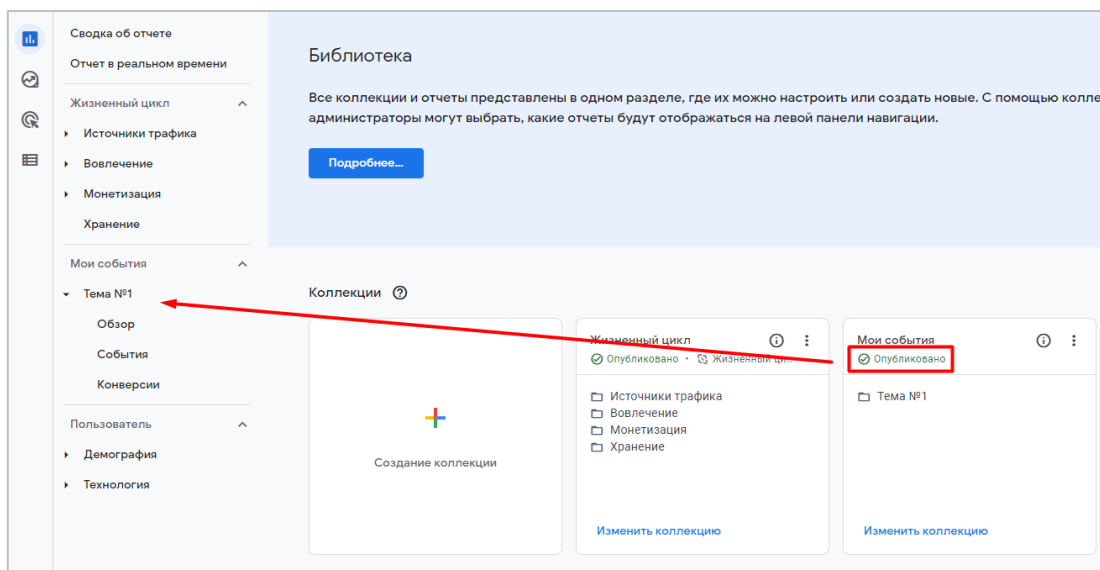 Сводка об отчете
Отчет в реальном времени
Жизненный цикл
Источники трафика
Вовлечение
Монетизация
Хранение
Мои события
Тема №1
Обзор
События
Конверсии
Пользователь
Демография
Технология
Библиотека
Все коллекции и отчеты представлены в одном разделе, где их можно настроить или создать новые. С помощью колле
администраторы могут выбрать, какие отчеты будут отображаться на левой панели навигации.
Подробнее...
Коллекции
Создание коллекции
Жизненный цикл
Опубликовано • Жизненный ци...
Источники трафика
Вовлечение
Монетизация
Хранение
Изменить коллекцию
Мои события
Опубликовано
Тема №1
Изменить коллекцию